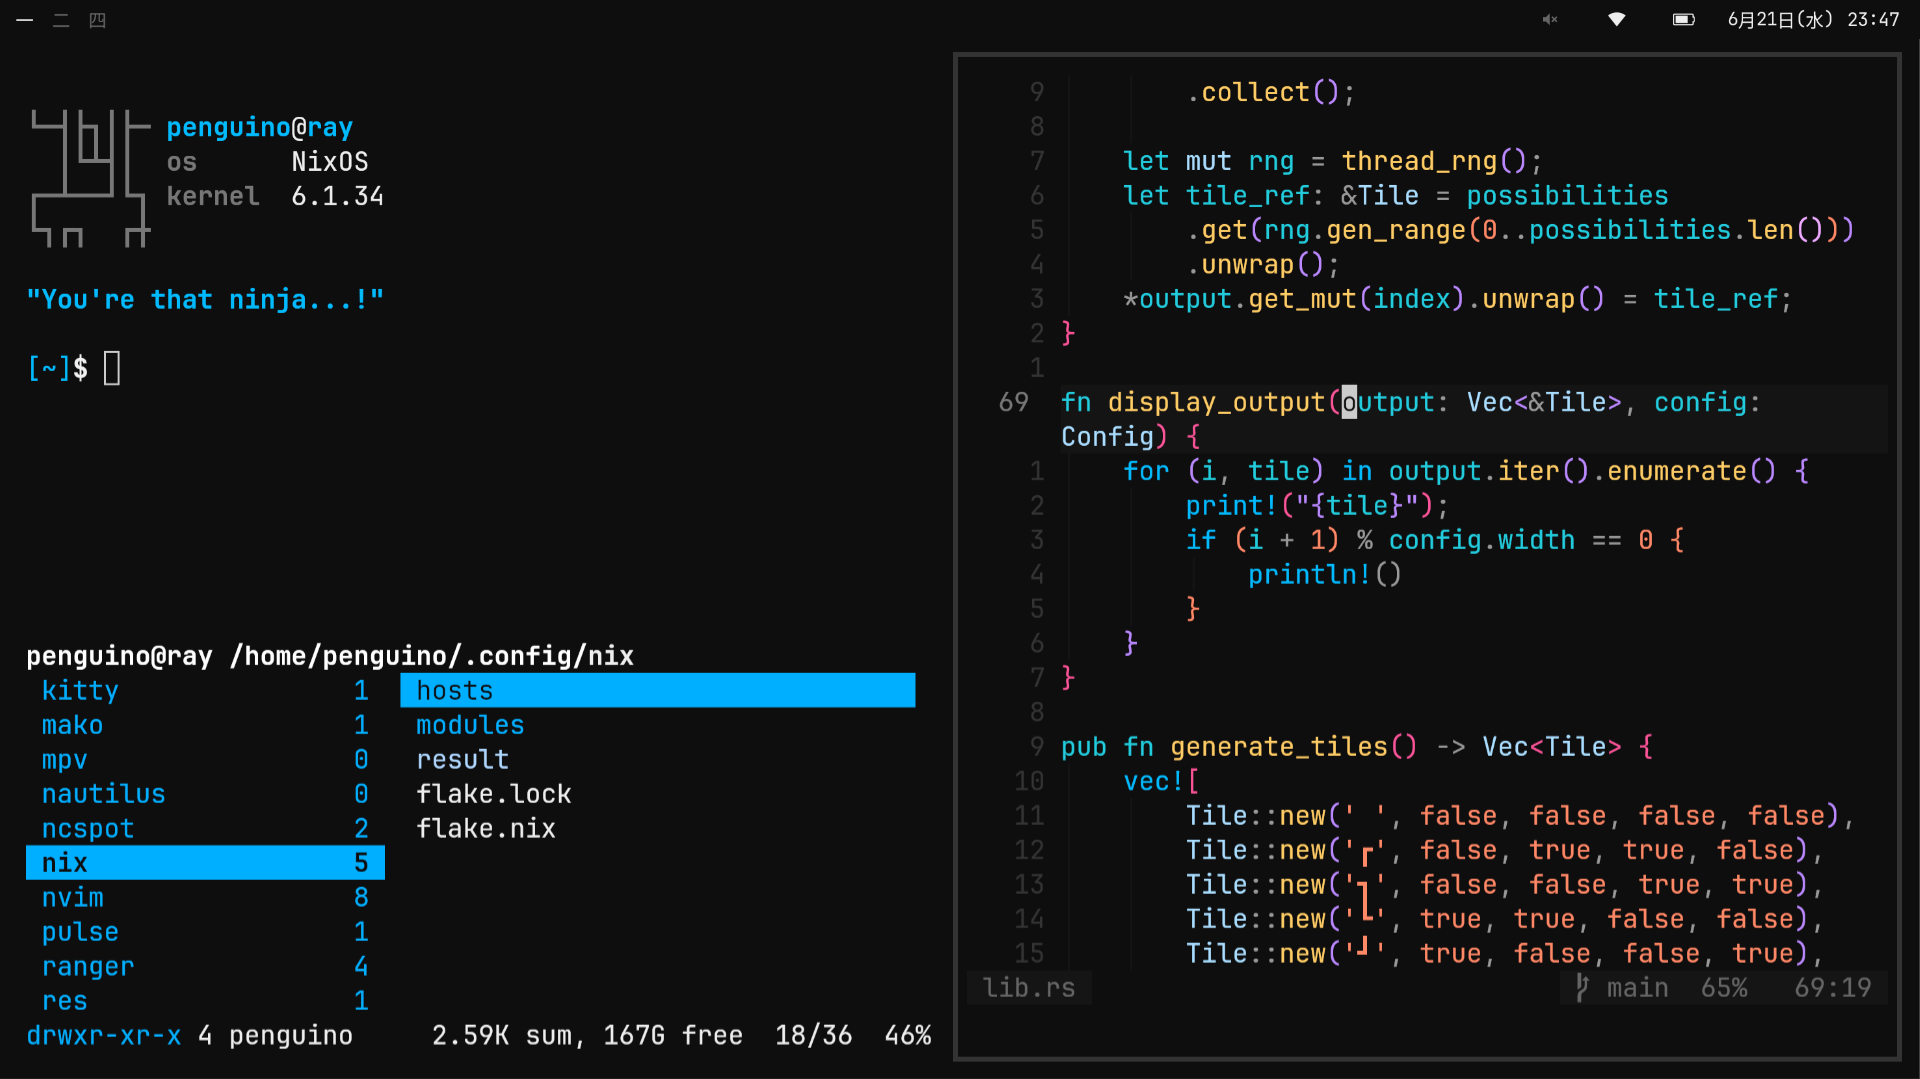 一 二 四
6月21日(水) 23:47
penguino@ray
os NixOS
kernel 6.1.34
"You're that ninja...!"
[~]$
penguino@ray /home/penguino/.config/nix
kitty 1
mako 1
mpv 0
nautilus 0
ncspot 2
nix 5
nvim 8
pulse 1
ranger 4
res 1
hosts
modules
result
flake.lock
flake.nix
drwxr-xr-x 4 penguino 2.59K sum, 167G free 18/36 46%
9         .collect();
8
7     let mut rng = thread_rng();
6     let tile_ref: &Tile = possibilities
5         .get(rng.gen_range(0..possibilities.len()))
4         .unwrap();
3     *output.get_mut(index).unwrap() = tile_ref;
2 }
1
69 fn display_output(output: Vec<&Tile>, config:
Config) {
1     for (i, tile) in output.iter().enumerate() {
2         print!("{tile}");
3         if (i + 1) % config.width == 0 {
4             println!()
5         }
6     }
7 }
8
9 pub fn generate_tiles() -> Vec<Tile> {
10     vec![
11         Tile::new(' ', false, false, false, false),
12         Tile::new('┏', false, true, true, false),
13         Tile::new('┓', false, false, true, true),
14         Tile::new('┗', true, true, false, false),
15         Tile::new('┛', true, false, false, true),
lib.rs main 65% 69:19